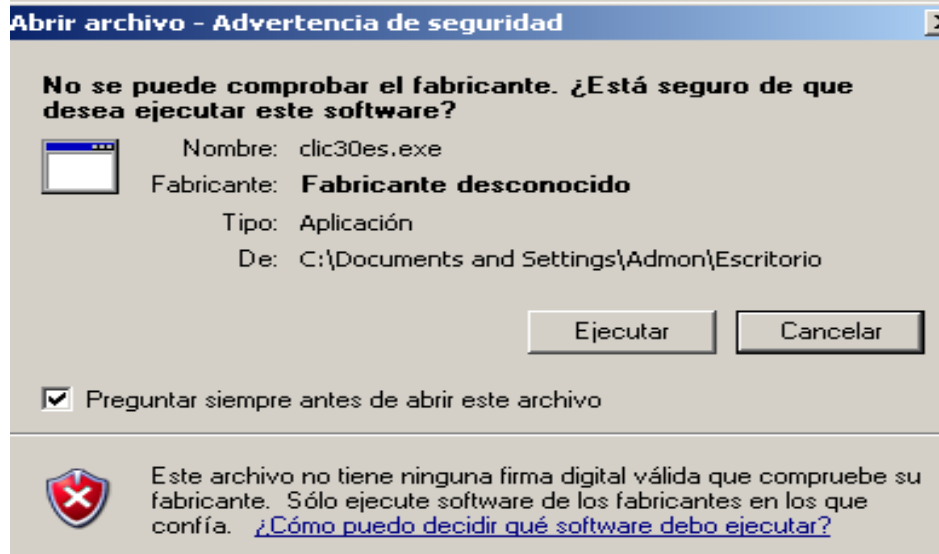 Abrir archivo - Advertencia de seguridad
No se puede comprobar el fabricante. ¿Está seguro de que
desea ejecutar este software?
Nombre: clic30es.exe
Fabricante: Fabricante desconocido
Tipo: Aplicación
De: C:\Documents and Settings\Admon\Escritorio
Ejecutar Cancelar
Preguntar siempre antes de abrir este archivo
Este archivo no tiene ninguna firma digital válida que compruebe su
fabricante. Sólo ejecute software de los fabricantes en los que
confía. ¿Cómo puedo decidir qué software debo ejecutar?